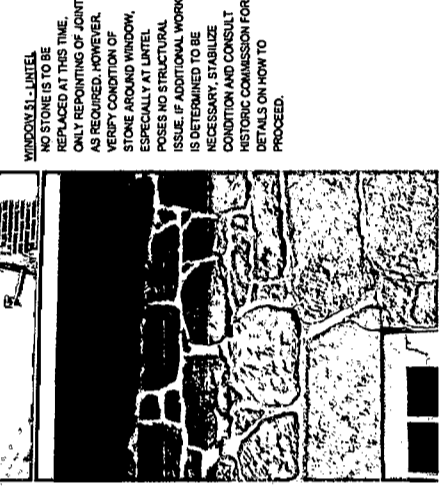 WINDOW 51 - LINTEL
NO STONE IS TO BE
REPLACED AT THIS TIME,
ONLY REPOINTING OF JOINT
AS REQUIRED. HOWEVER,
VERIFY CONDITION OF
STONE AROUND WINDOW,
ESPECIALLY AT LINTEL
POSES NO STRUCTURAL
ISSUE. IF ADDITIONAL WORK
IS DETERMINED TO BE
NECESSARY, STABILIZE
CONDITION AND CONSULT
HISTORIC COMMISSION FOR
DETAILS ON HOW TO
PROCEED.